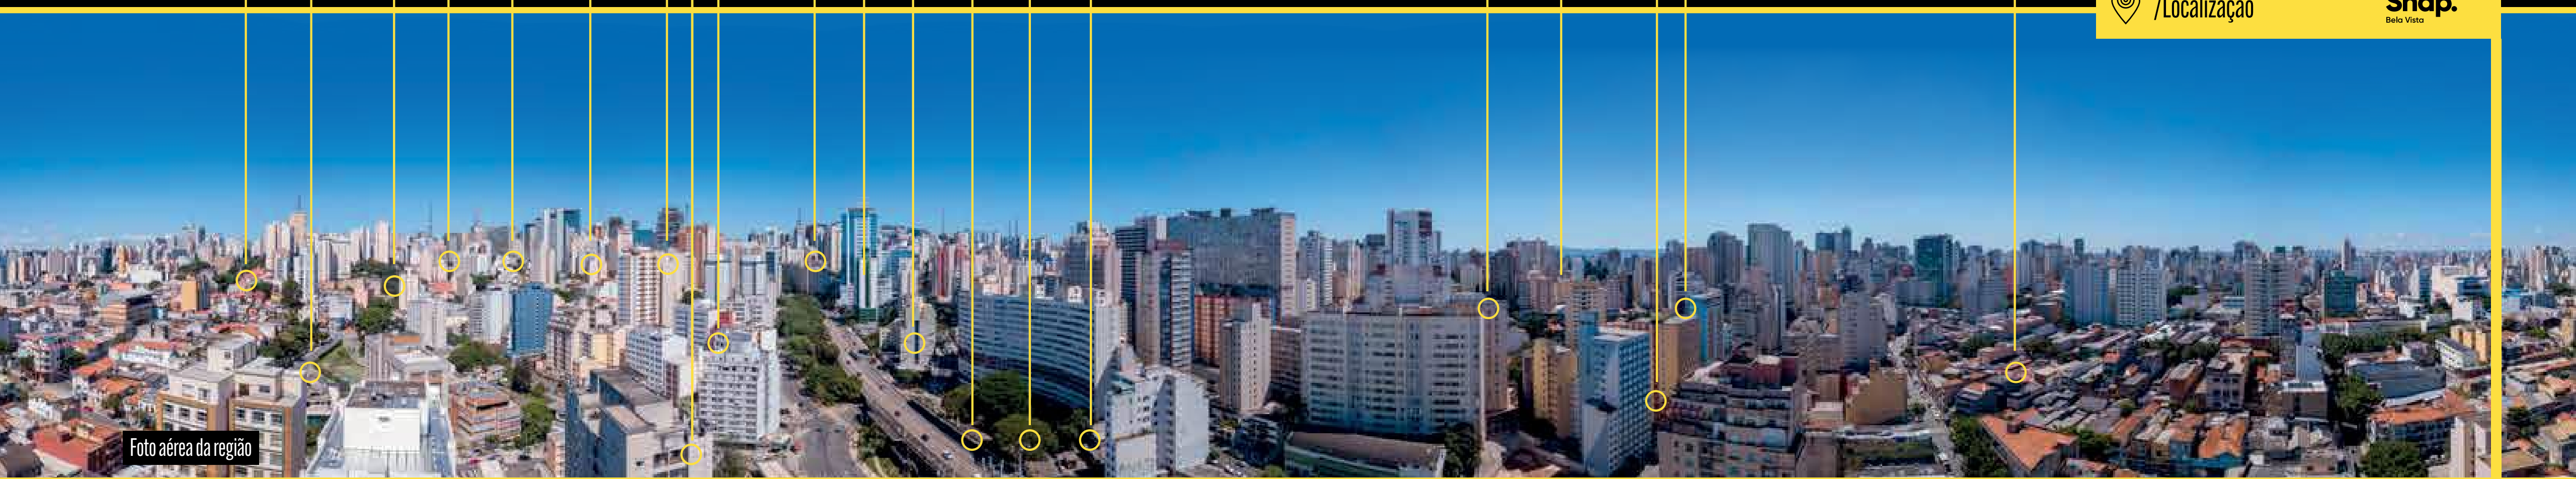 /Localização
Snap.
Bela Vista
Foto aérea da região